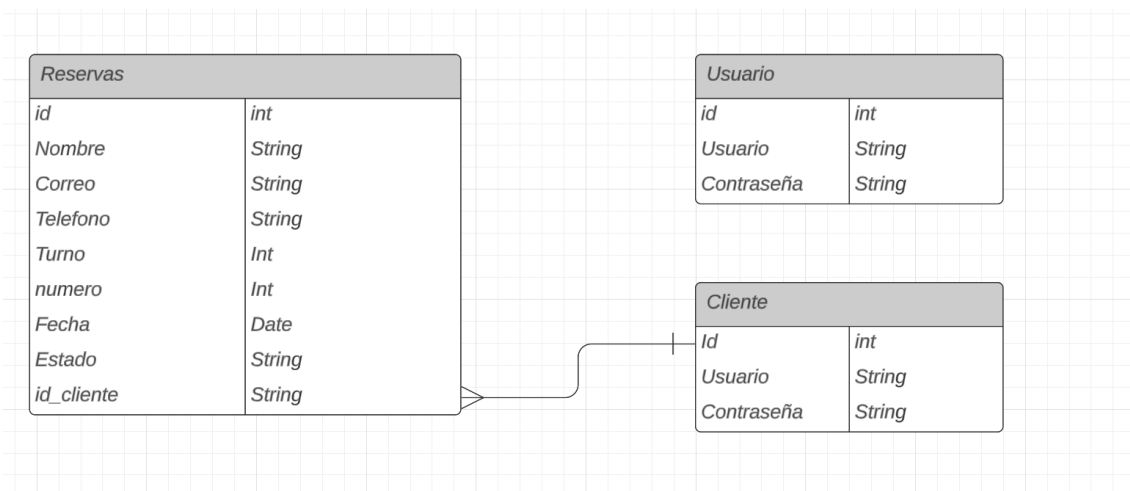 Reservas
id int
Nombre String
Correo String
Telefono String
Turno Int
numero Int
Fecha Date
Estado String
id_cliente String
Usuario
id int
Usuario String
Contraseña String
Cliente
Id int
Usuario String
Contraseña String